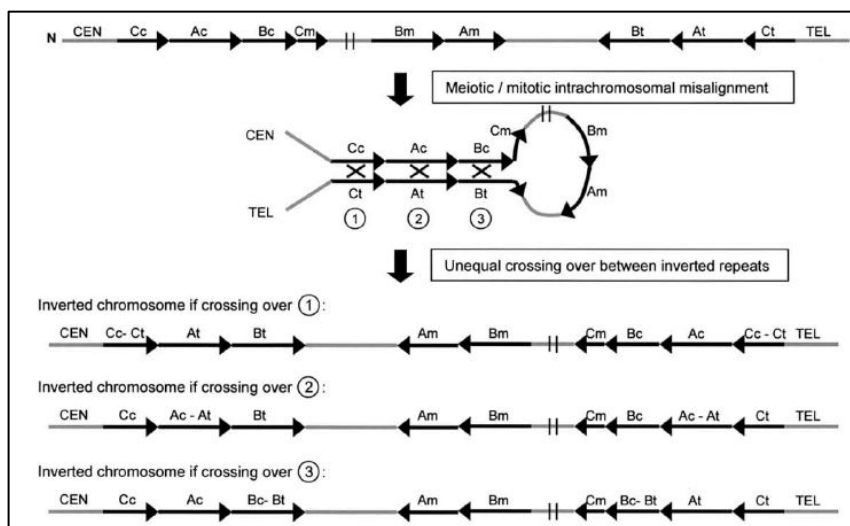 N CEN Cc Ac Bc Cm Bm Am Bt At Ct TEL
Meiotic / mitotic intrachromosomal misalignment
CEN Cc Ac Bc Cm Bm
TEL Ct At Bt Am
1 2 3
Unequal crossing over between inverted repeats
Inverted chromosome if crossing over 1 :
CEN Cc- Ct At Bt Am Bm Cm Bc Ac Cc - Ct TEL
Inverted chromosome if crossing over 2 :
CEN Cc Ac - At Bt Am Bm Cm Bc Ac - At Ct TEL
Inverted chromosome if crossing over 3 :
CEN Cc Ac Bc- Bt Am Bm Cm Bc- Bt At Ct TEL